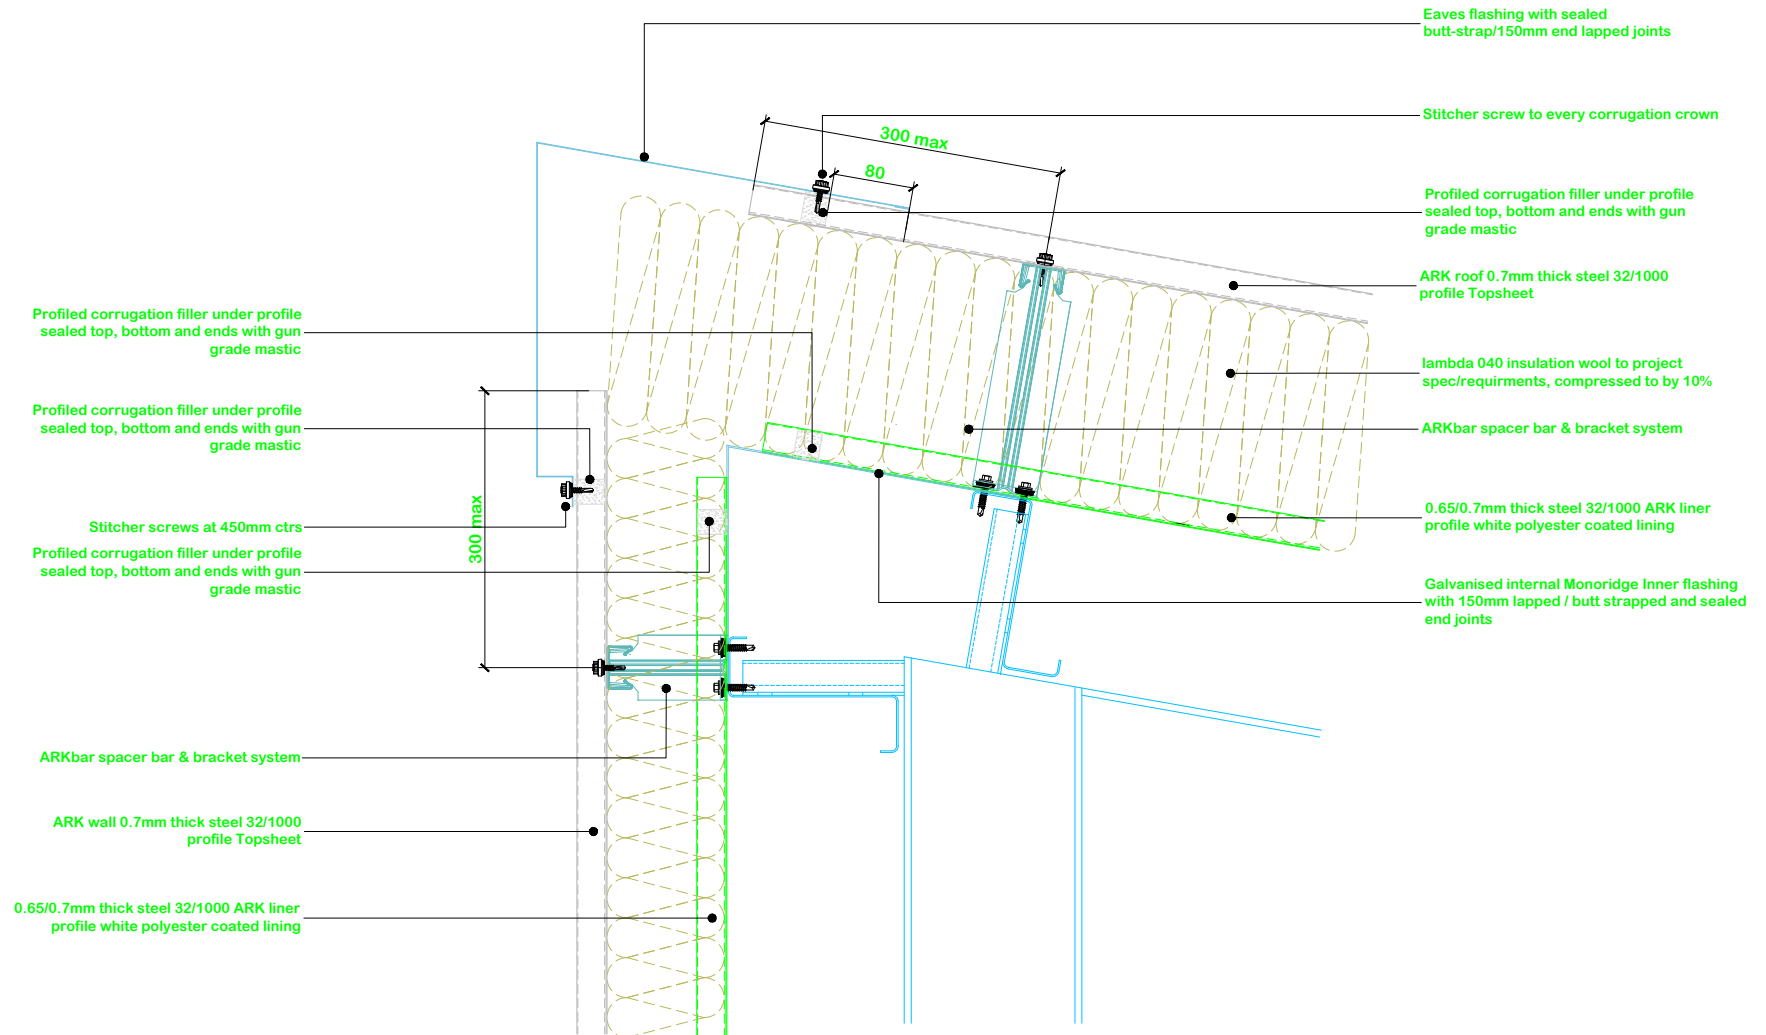 Eaves flashing with sealed
butt-strap/150mm end lapped joints
Stitcher screw to every corrugation crown
300 max
80
Profiled corrugation filler under profile
sealed top, bottom and ends with gun
grade mastic
ARK roof 0.7mm thick steel 32/1000
profile Topsheet
Profiled corrugation filler under profile
sealed top, bottom and ends with gun
grade mastic
lambda 040 insulation wool to project
spec/requirments, compressed to by 10%
Profiled corrugation filler under profile
sealed top, bottom and ends with gun
grade mastic
ARKbar spacer bar & bracket system
300 max
Stitcher screws at 450mm ctrs
0.65/0.7mm thick steel 32/1000 ARK liner
profile white polyester coated lining
Profiled corrugation filler under profile
sealed top, bottom and ends with gun
grade mastic
Galvanised internal Monoridge Inner flashing
with 150mm lapped / butt strapped and sealed
end joints
ARKbar spacer bar & bracket system
ARK wall 0.7mm thick steel 32/1000
profile Topsheet
0.65/0.7mm thick steel 32/1000 ARK liner
profile white polyester coated lining